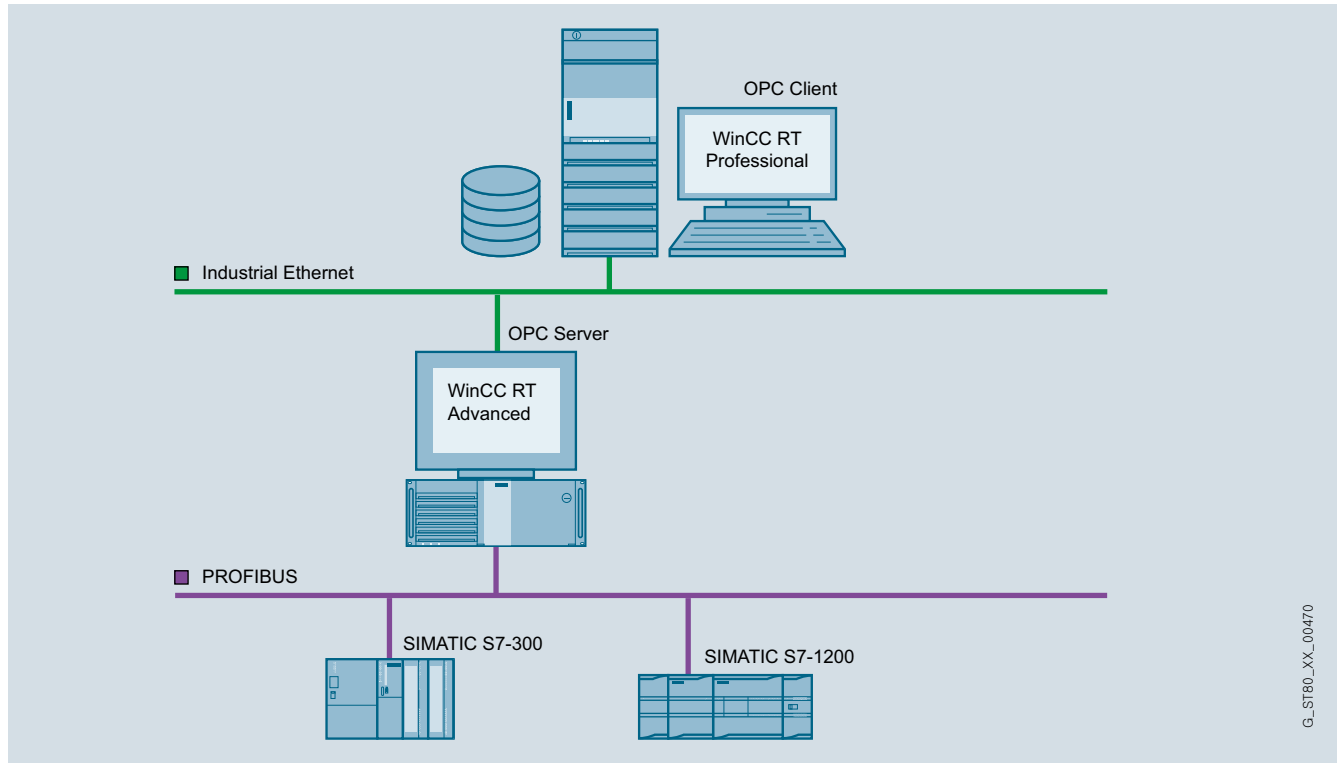 OPC Client
WinCC RT
Professional
Industrial Ethernet
OPC Server
WinCC RT
Advanced
PROFIBUS
SIMATIC S7-300
SIMATIC S7-1200
G_ST80_XX_00470